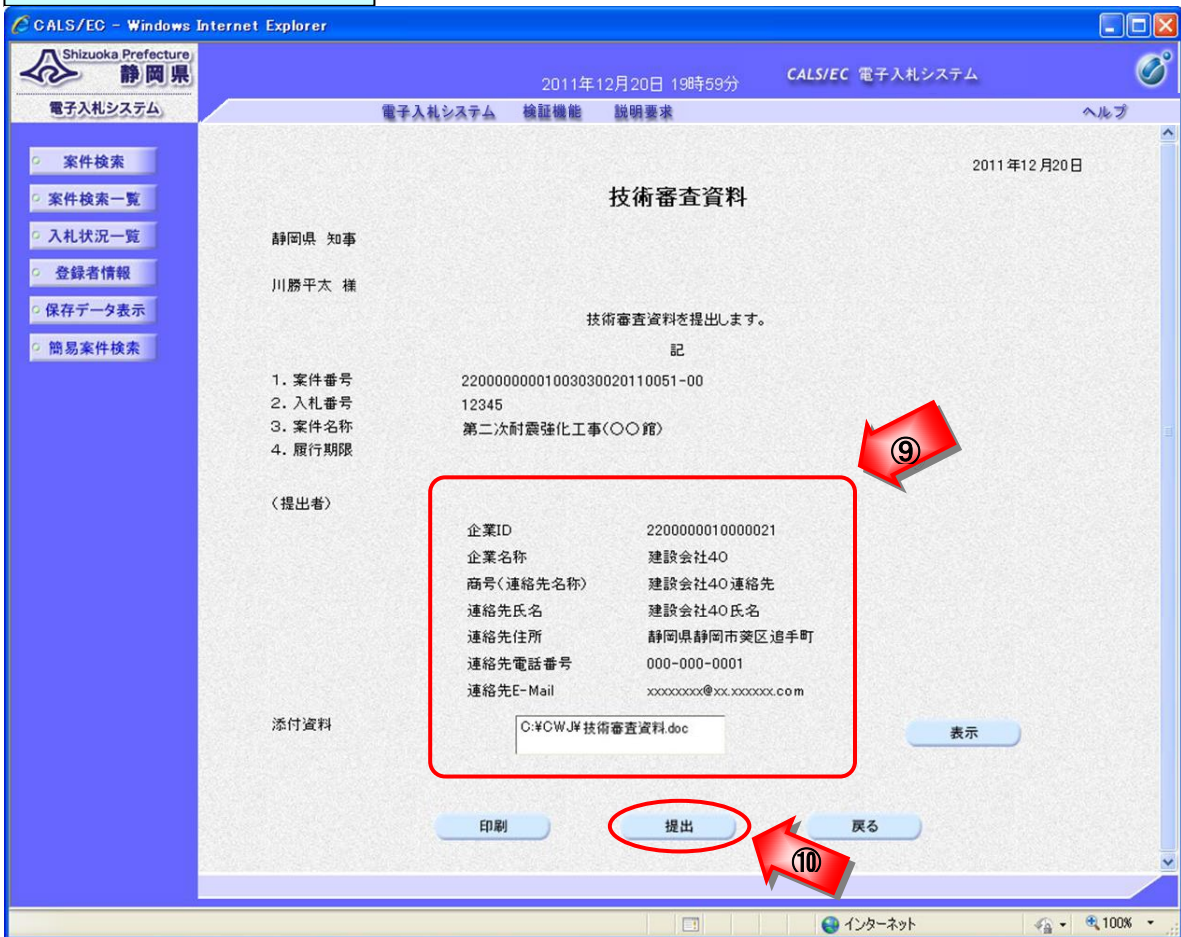 CALS/EC - Windows Internet Explorer
Shizuoka Prefecture
静岡県
電子入札システム
2011年12月20日 19時59分
CALS/EC 電子入札システム
電子入札システム 検証機能 説明要求 ヘルプ
案件検索
案件検索一覧
入札状況一覧
登録者情報
保存データ表示
簡易案件検索
2011年12月20日
技術審査資料
静岡県 知事
川勝平太 様
技術審査資料を提出します。
記
1. 案件番号 22000000001003030020110051-00
2. 入札番号 12345
3. 案件名称 第二次耐震強化工事(〇〇館)
4. 履行期限
⑨
〈提出者〉
企業ID 2200000010000021
企業名称 建設会社40
商号(連絡先名称) 建設会社40連絡先
連絡先氏名 建設会社40氏名
連絡先住所 静岡県静岡市葵区追手町
連絡先電話番号 000-000-0001
連絡先E-Mail xxxxxxxx@xx.xxxxxx.com
添付資料 C:¥CWJ¥技術審査資料.doc 表示
印刷 提出 戻る
⑩
インターネット 100%